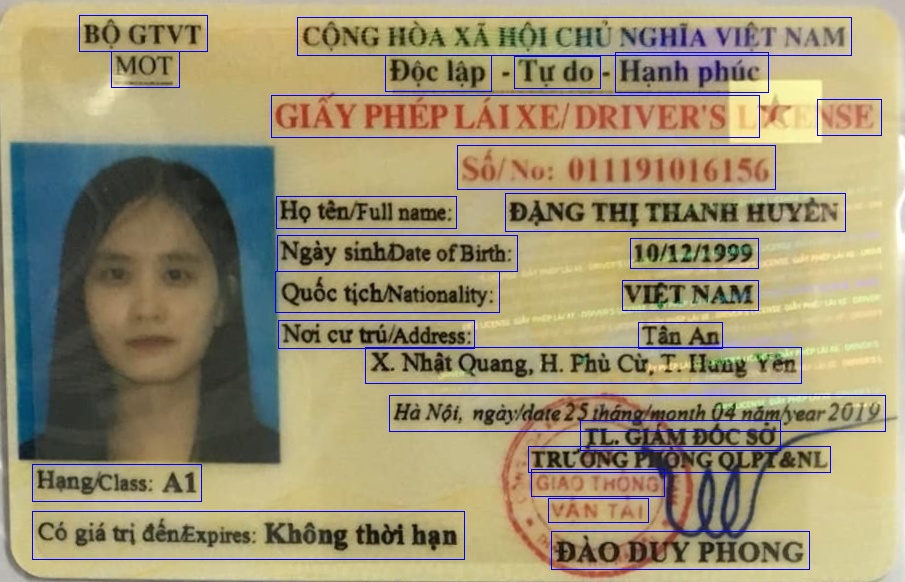 BỘ GTVT
MOT
CỘNG HÒA XÃ HỘI CHỦ NGHĨA VIỆT NAM
Độc lập - Tự do - Hạnh phúc
GIẤY PHÉP LÁI XE/ DRIVER'S LICENSE
Số/No: 011191016156
Họ tên/Full name: ĐẶNG THỊ THANH HUYỀN
Ngày sinh/Date of Birth: 10/12/1999
Quốc tịch/Nationality: VIỆT NAM
Nơi cư trú/Address: Tân An
X. Nhật Quang, H. Phù Cừ, T. Hưng Yên
Hà Nội, ngày/date 25 tháng/month 04 năm/year 2019
TL. GIÁM ĐỐC SỞ
TRƯỞNG PHÒNG QLPT&NL
GIAO THÔNG
VẬN TẢI
ĐÀO DUY PHONG
Hạng/Class: A1
Có giá trị đến/Expires: Không thời hạn